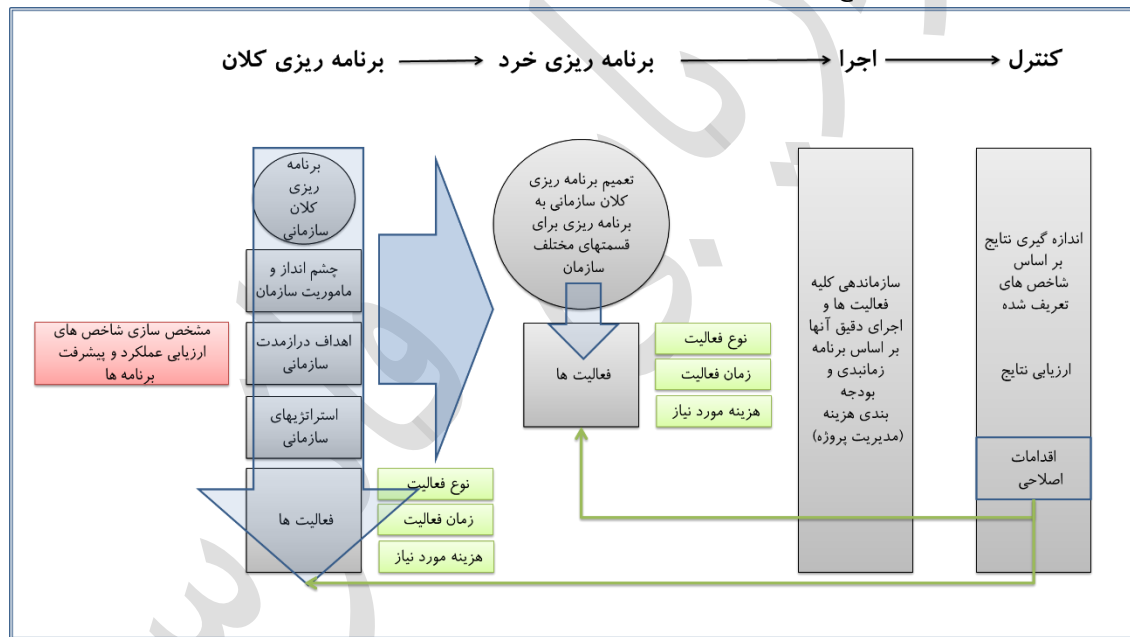 برنامه ریزی کلان
برنامه ریزی خرد
اجرا
کنترل
برنامه
ریزی
کلان
سازمانی
چشم انداز و
ماموریت سازمان
اهداف درازمدت
سازمانی
استراتژیهای
سازمانی
فعالیت ها
مشخص سازی شاخص های
ارزیابی عملکرد و پیشرفت
برنامه ها
نوع فعالیت
زمان فعالیت
هزینه مورد نیاز
تعمیم برنامه ریزی
کلان سازمانی به
برنامه ریزی برای
قسمتهای مختلف
سازمان
فعالیت ها
نوع فعالیت
زمان فعالیت
هزینه مورد نیاز
سازماندهی کلیه
فعالیت ها و
اجرای دقیق آنها
بر اساس برنامه
زمانبدی و
بودجه
بندی هزینه
(مدیریت پروژه)
اندازه گیری نتایج
بر اساس
شاخص های
تعریف شده
ارزیابی نتایج
اقدامات
اصلاحی